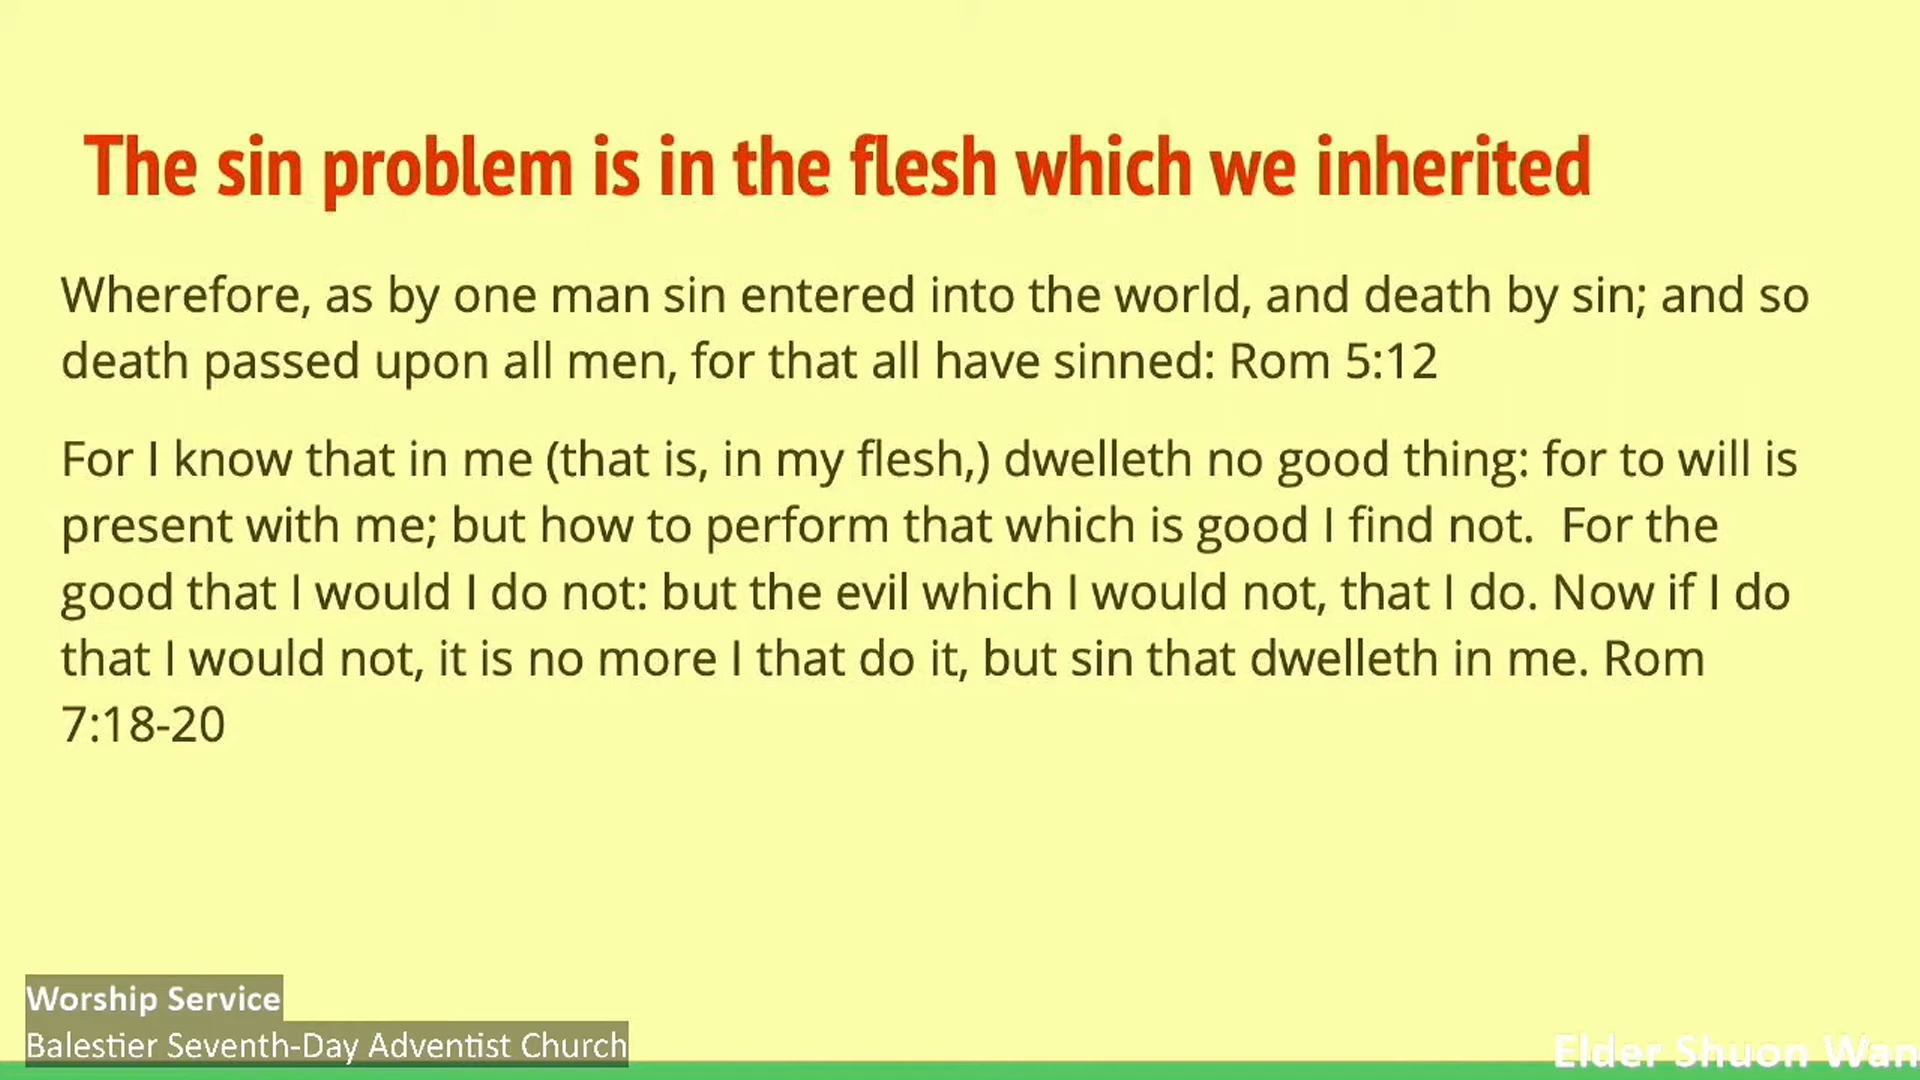 The sin problem is in the flesh which we inherited
Wherefore, as by one man sin entered into the world, and death by sin; and so
death passed upon all men, for that all have sinned: Rom 5:12
For I know that in me (that is, in my flesh,) dwelleth no good thing: for to will is
present with me; but how to perform that which is good I find not.  For the
good that I would I do not: but the evil which I would not, that I do. Now if I do
that I would not, it is no more I that do it, but sin that dwelleth in me. Rom
7:18-20
Worship Service
Balestier Seventh-Day Adventist Church
Elder Shuon Wan